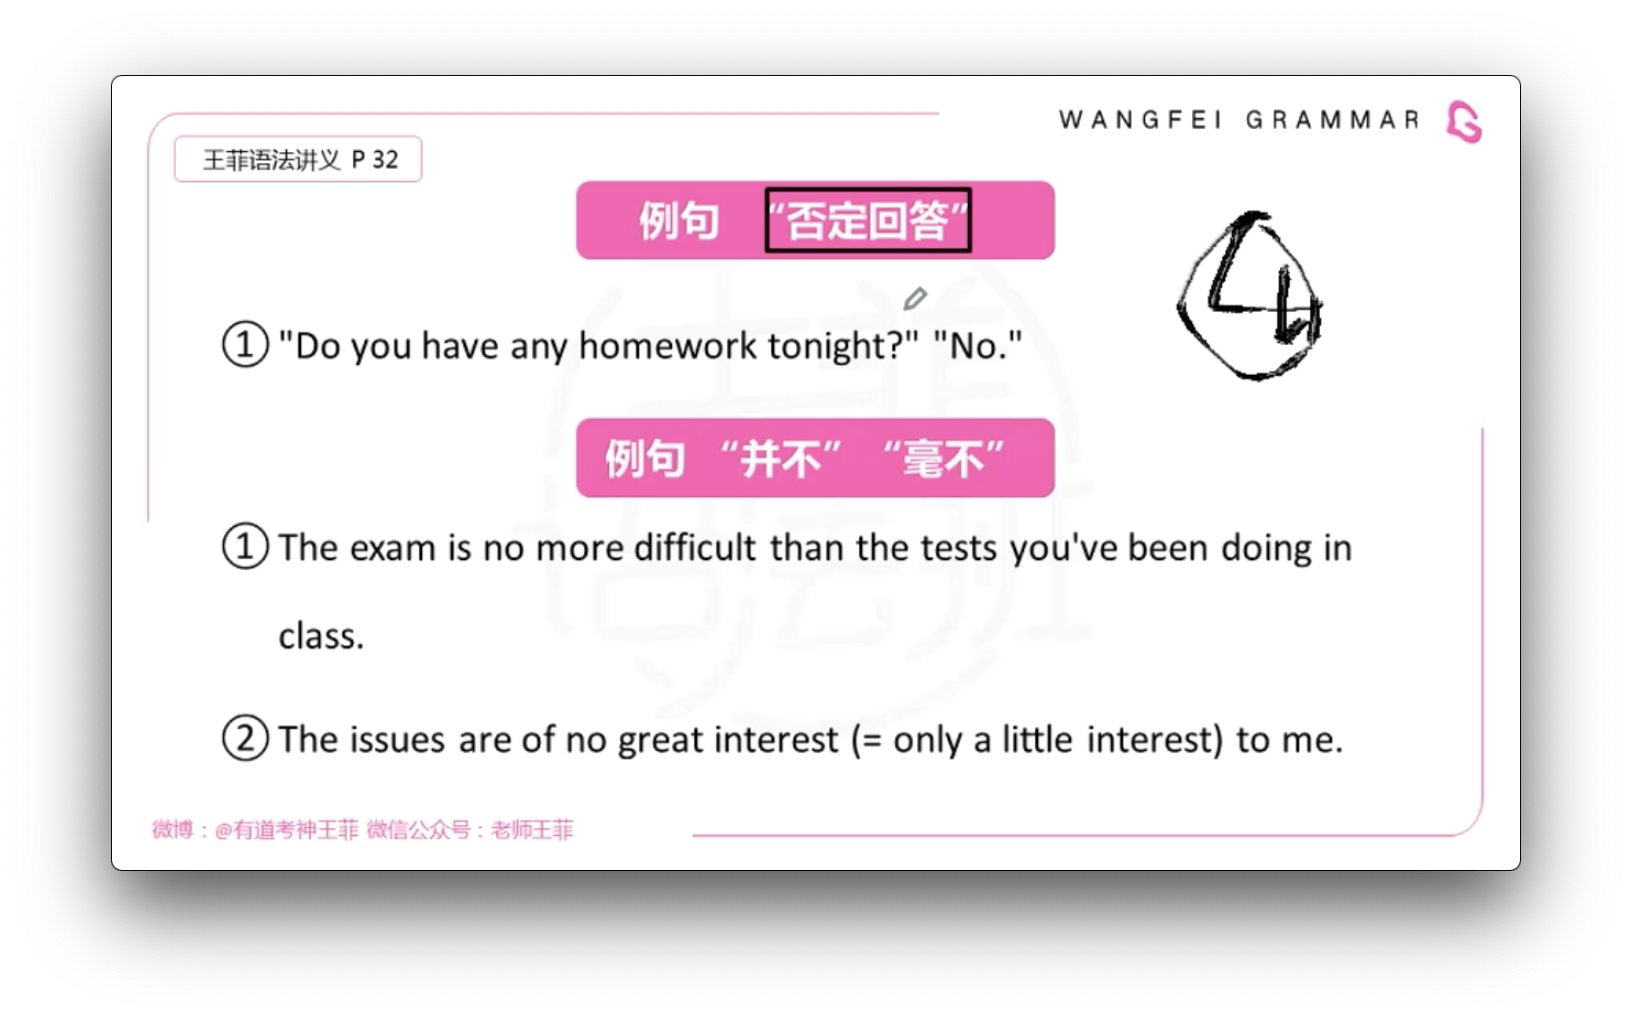 WANGFEI GRAMMAR
王菲语法讲义 P 32
例句 “否定回答”
④
① "Do you have any homework tonight?" "No."
例句 “并不” “毫不”
① The exam is no more difficult than the tests you've been doing in
class.
② The issues are of no great interest (= only a little interest) to me.
微博：@有道考神王菲 微信公众号：老师王菲